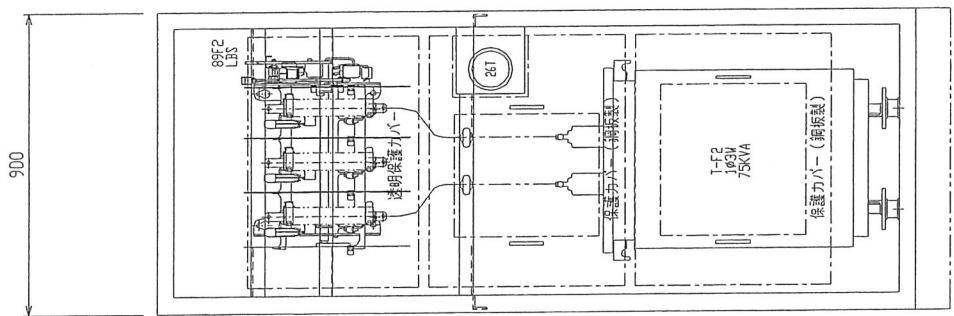 900
89F2
LBS
透明保護カバー
26T
保護カバー(鋼板製)
T-F2
1φ3W
75KVA
保護カバー(鋼板製)